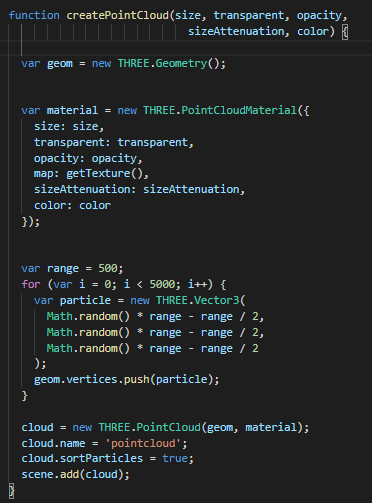 function createPointCloud(size, transparent, opacity,
                            sizeAttenuation, color) {

  var geom = new THREE.Geometry();


  var material = new THREE.PointCloudMaterial({
    size: size,
    transparent: transparent,
    opacity: opacity,
    map: getTexture(),
    sizeAttenuation: sizeAttenuation,
    color: color
  });


  var range = 500;
  for (var i = 0; i < 5000; i++) {
    var particle = new THREE.Vector3(
      Math.random() * range - range / 2,
      Math.random() * range - range / 2,
      Math.random() * range - range / 2
    );
    geom.vertices.push(particle);
  }

  cloud = new THREE.PointCloud(geom, material);
  cloud.name = 'pointcloud';
  cloud.sortParticles = true;
  scene.add(cloud);
}